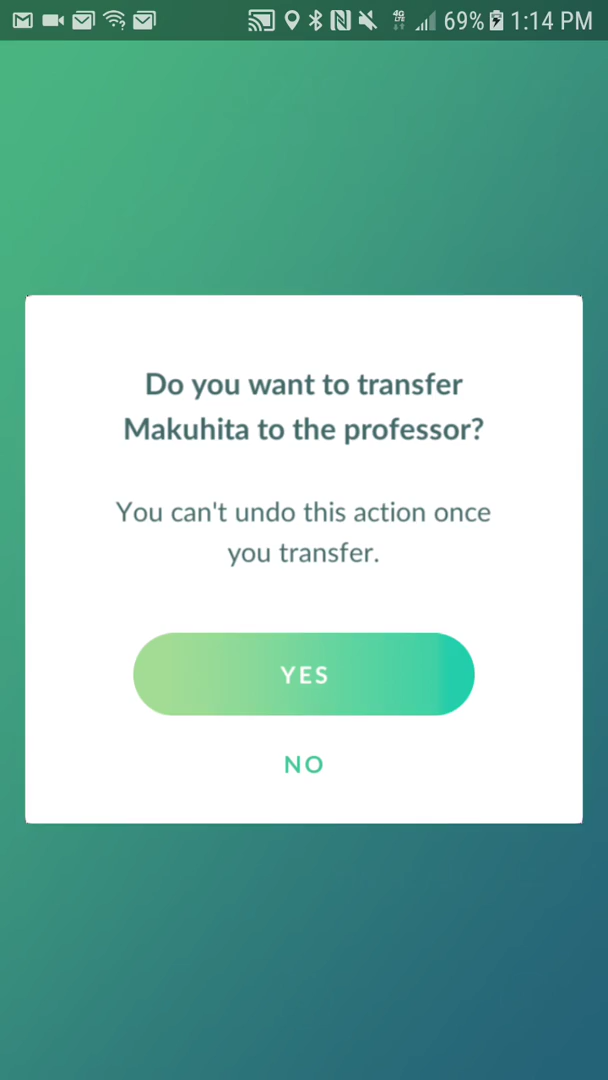 69% 1:14 PM
Do you want to transfer
Makuhita to the professor?
You can't undo this action once
you transfer.
YES
NO